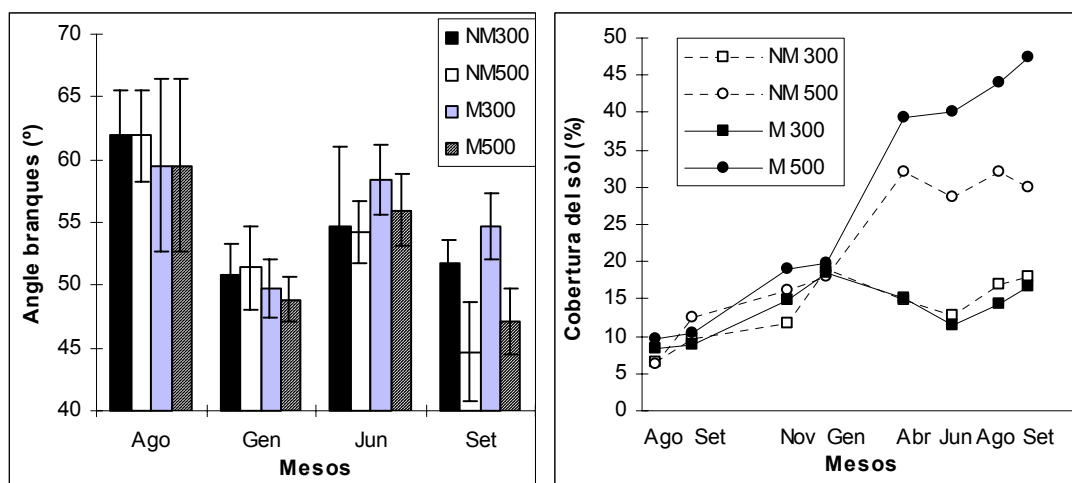 70
65
60
55
50
45
40
Angle branques (º)
NM300
NM500
M300
M500
Ago Gen Jun Set
Mesos
50
45
40
35
30
25
20
15
10
5
0
Cobertura del sòl (%)
NM 300
NM 500
M 300
M 500
Ago Set Nov Gen Abr Jun Ago Set
Mesos